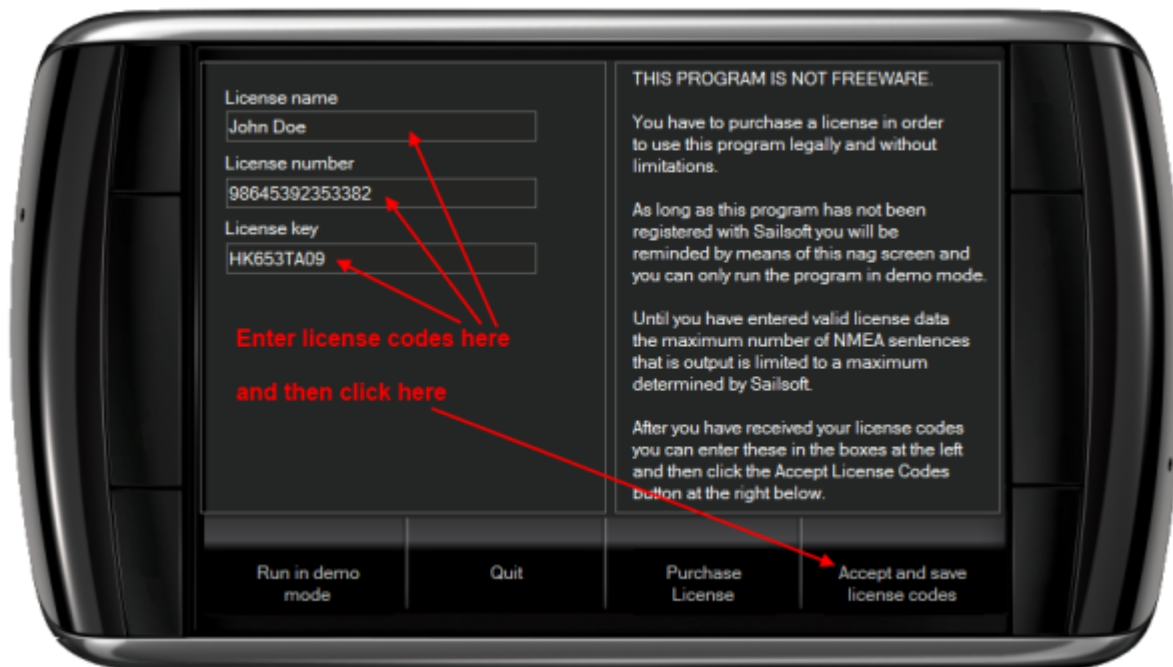 License name
John Doe
License number
98645392353382
License key
HK653TA09
Enter license codes here
and then click here
THIS PROGRAM IS NOT FREEWARE.
You have to purchase a license in order
to use this program legally and without
limitations.
As long as this program has not been
registered with Sailsoft you will be
reminded by means of this nag screen and
you can only run the program in demo mode.
Until you have entered valid license data
the maximum number of NMEA sentences
that is output is limited to a maximum
determined by Sailsoft.
After you have received your license codes
you can enter these in the boxes at the left
and then click the Accept License Codes
button at the right below.
Run in demo
mode
Quit
Purchase
License
Accept and save
license codes